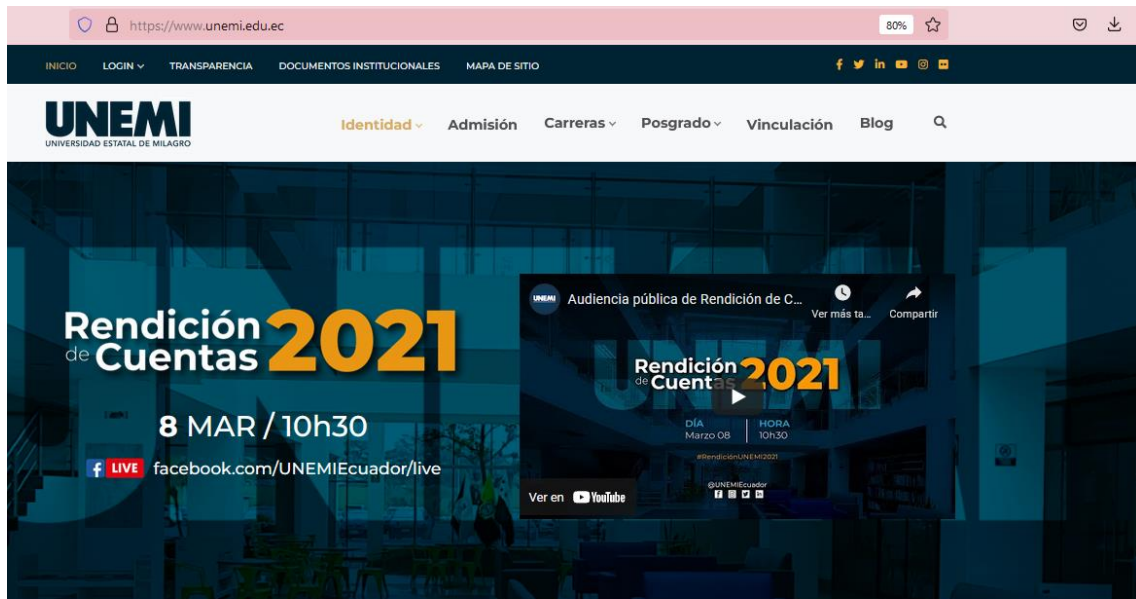 https://www.unemi.edu.ec
80%
INICIO LOGIN TRANSPARENCIA DOCUMENTOS INSTITUCIONALES MAPA DE SITIO
UNEMI
UNIVERSIDAD ESTATAL DE MILAGRO
Identidad Admisión Carreras Posgrado Vinculación Blog
UNEMI
Rendición
de Cuentas 2021
8 MAR / 10h30
LIVE facebook.com/UNEMIEcuador/live
UNEMI Audiencia pública de Rendición de C...
Ver más ta... Compartir
UNEMI
Rendición
de Cuentas 2021
DÍA HORA
Marzo 08 10h30
#RendiciónUNEMI2021
@UNEMIEcuador
Ver en YouTube